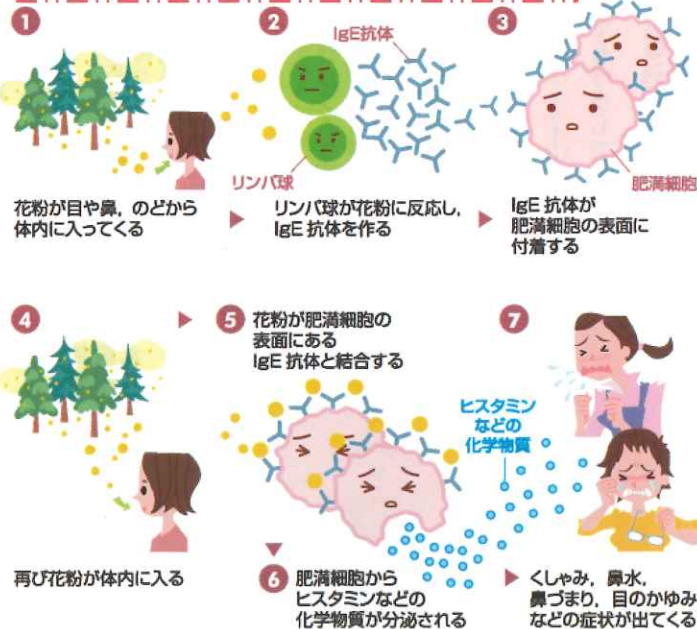 1
花粉が目や鼻，のどから
体内に入ってくる
2
IgE抗体
リンパ球
リンパ球が花粉に反応し，
IgE 抗体を作る
3
肥満細胞
IgE 抗体が
肥満細胞の表面に
付着する
4
再び花粉が体内に入る
5
花粉が肥満細胞の
表面にある
IgE 抗体と結合する
ヒスタミン
などの
化学物質
6
肥満細胞から
ヒスタミンなどの
化学物質が分泌される
7
くしゃみ，鼻水，
鼻づまり，目のかゆみ
などの症状が出てくる